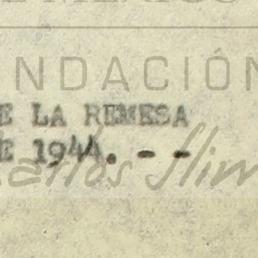 NDACIÓN
E LA REMESA
E 1944. - -
Carlos Slim